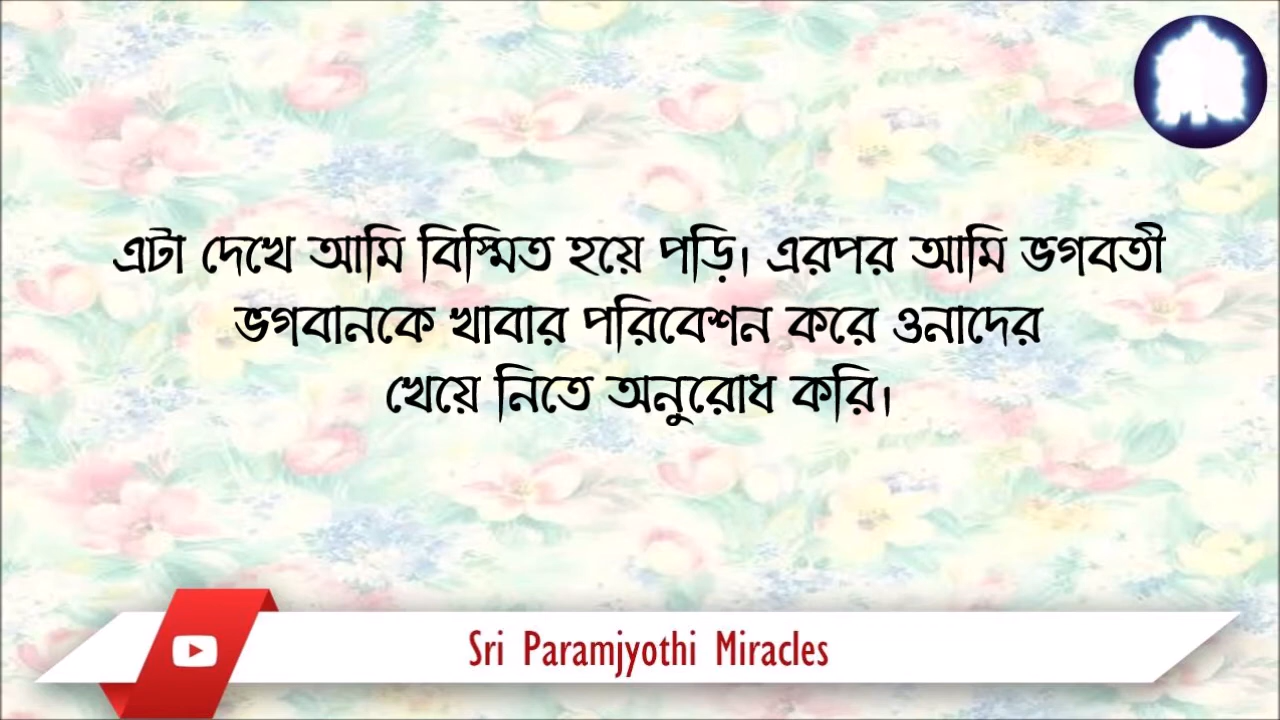 এটা দেখে আমি বিস্মিত হয়ে পড়ি। এরপর আমি ভগবতী
ভগবানকে খাবার পরিবেশন করে ওনাদের
খেয়ে নিতে অনুরোধ করি।
Sri Paramjyothi Miracles